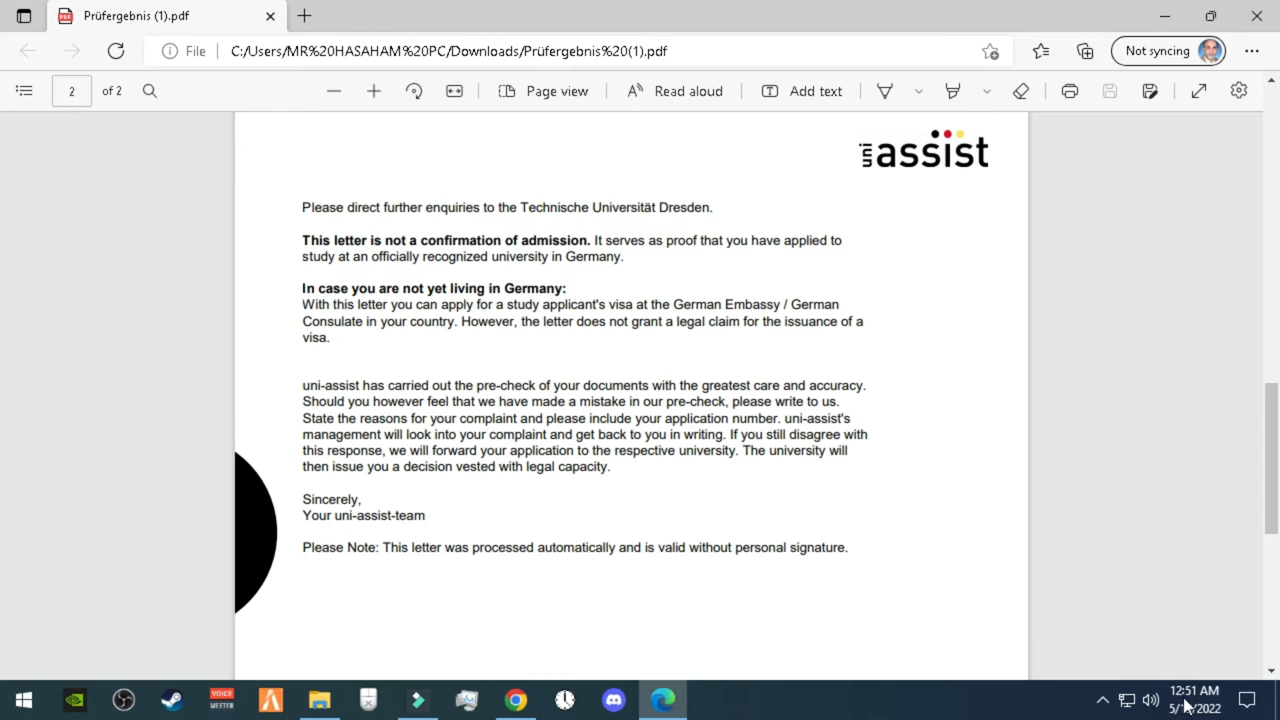 Prüfergebnis (1).pdf
File
C:/Users/MR%20HASAHAM%20PC/Downloads/Prüfergebnis%20(1).pdf
Not syncing
2
of 2
Page view
Read aloud
Add text
uni assist
Please direct further enquiries to the Technische Universität Dresden.
This letter is not a confirmation of admission. It serves as proof that you have applied to
study at an officially recognized university in Germany.
In case you are not yet living in Germany:
With this letter you can apply for a study applicant's visa at the German Embassy / German
Consulate in your country. However, the letter does not grant a legal claim for the issuance of a
visa.
uni-assist has carried out the pre-check of your documents with the greatest care and accuracy.
Should you however feel that we have made a mistake in our pre-check, please write to us.
State the reasons for your complaint and please include your application number. uni-assist's
management will look into your complaint and get back to you in writing. If you still disagree with
this response, we will forward your application to the respective university. The university will
then issue you a decision vested with legal capacity.
Sincerely,
Your uni-assist-team
Please Note: This letter was processed automatically and is valid without personal signature.
VOICE
MEETER
12:51 AM